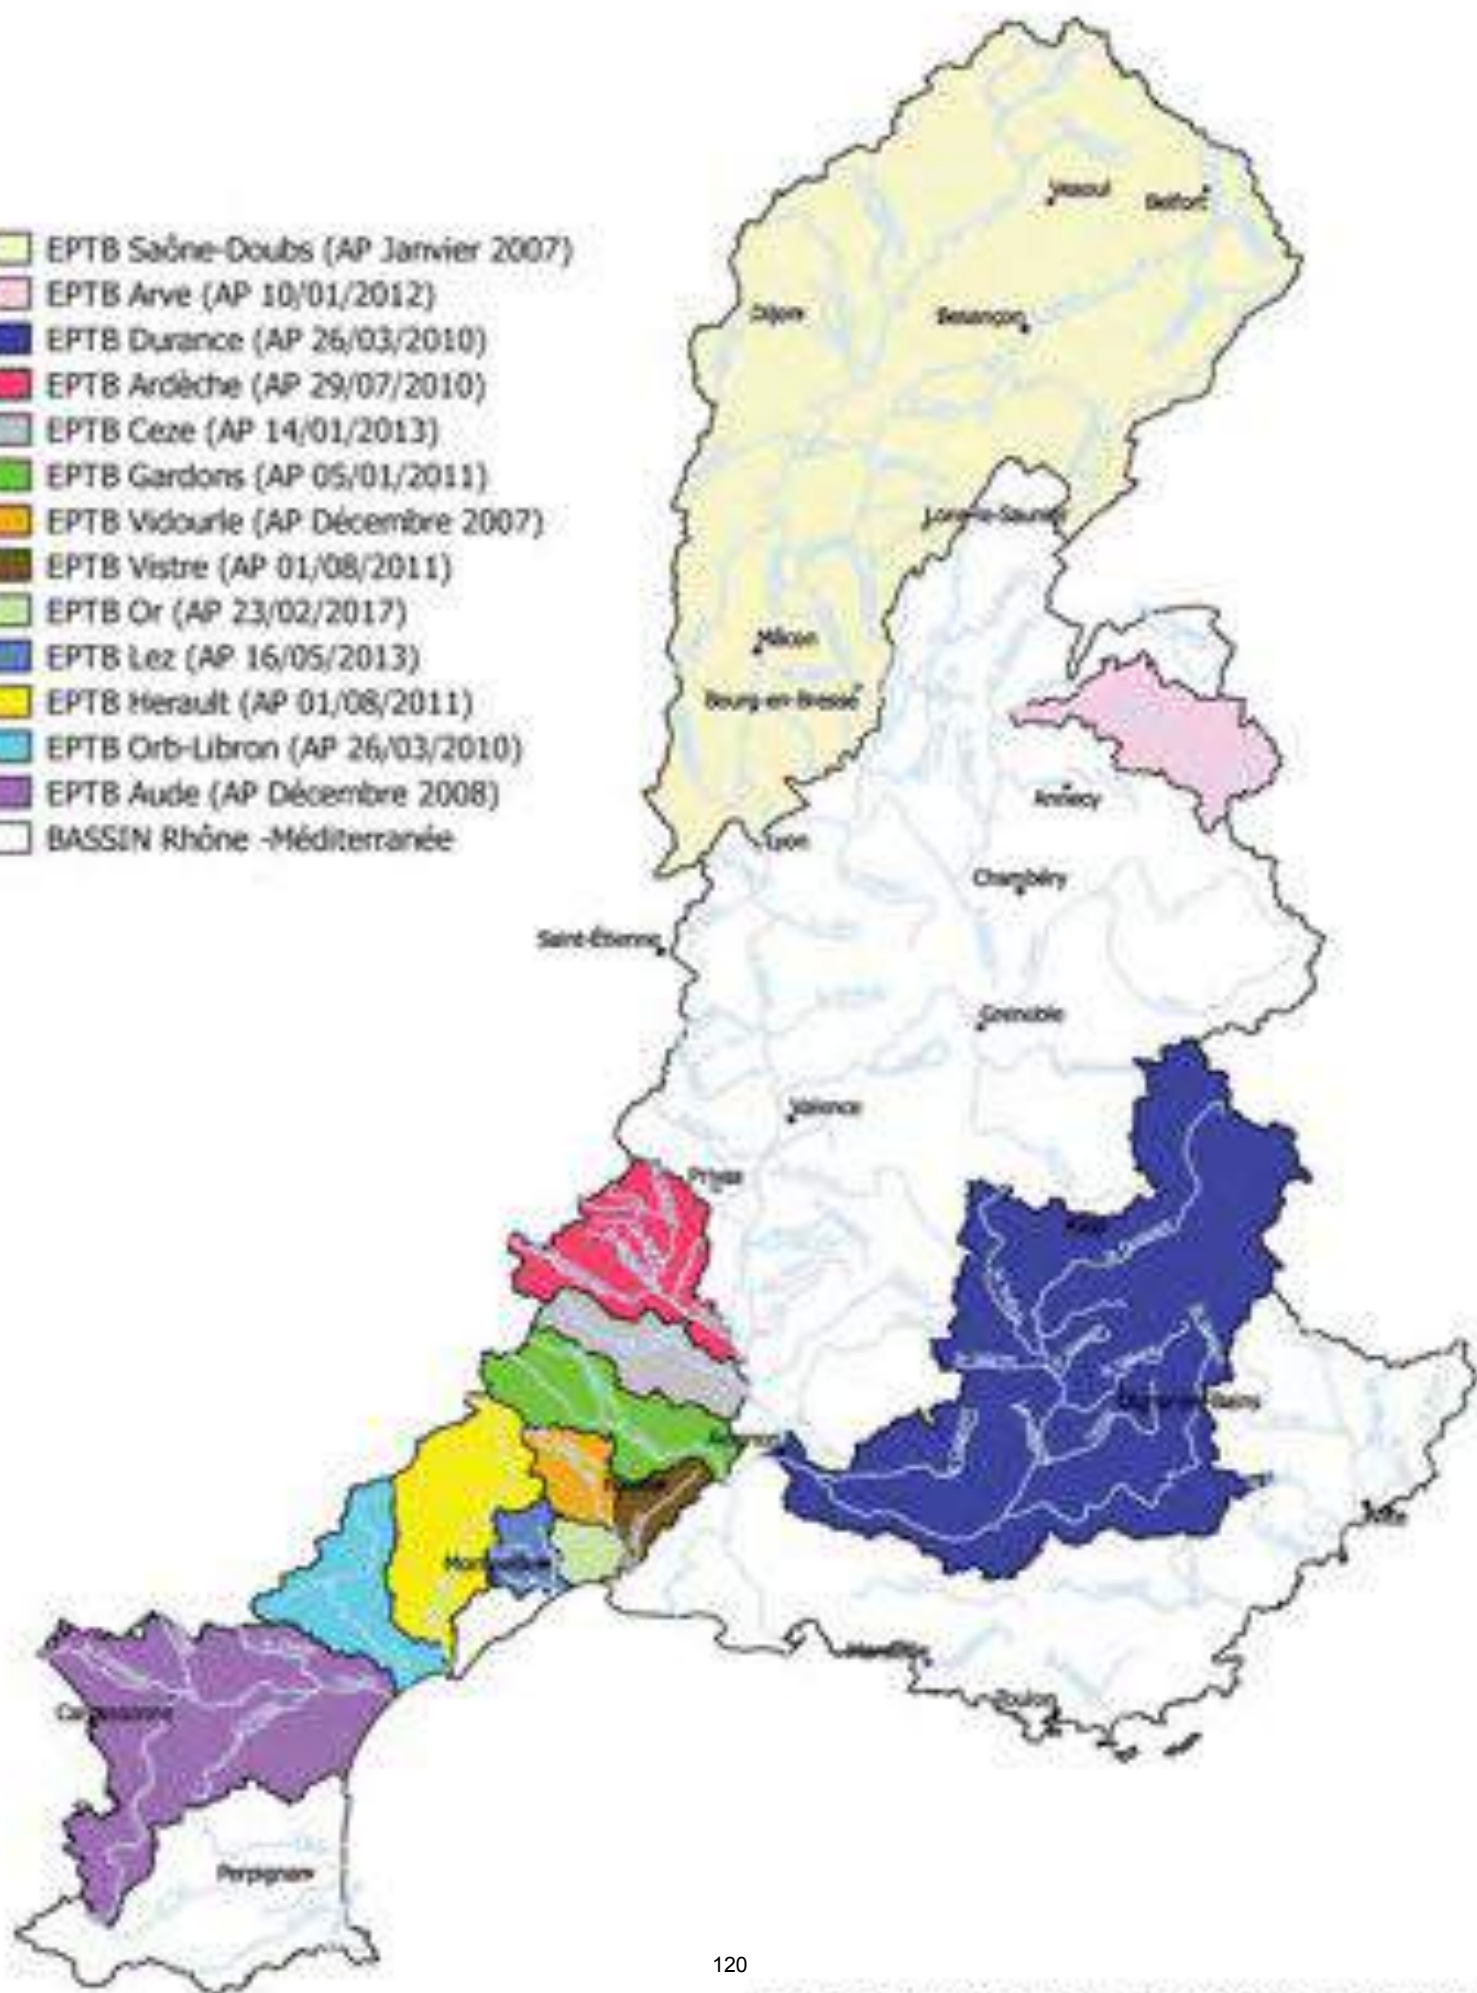 EPTB Saône-Doubs (AP Janvier 2007)
EPTB Arve (AP 10/01/2012)
EPTB Durance (AP 26/03/2010)
EPTB Ardèche (AP 29/07/2010)
EPTB Ceze (AP 14/01/2013)
EPTB Gardons (AP 05/01/2011)
EPTB Vidourle (AP Décembre 2007)
EPTB Vistre (AP 01/08/2011)
EPTB Or (AP 23/02/2017)
EPTB Lez (AP 16/05/2013)
EPTB Herault (AP 01/08/2011)
EPTB Orb-Libron (AP 26/03/2010)
EPTB Aude (AP Décembre 2008)
BASSIN Rhône -Méditerranée
Vesoul
Belfort
Dijon
Besançon
Lons-le-Saunier
Mâcon
Bourg-en-Bresse
Annecy
Lyon
Chambéry
Saint-Étienne
Grenoble
Valence
Privas
Avignon
Digne-les-Bains
Nice
Montpellier
Marseille
Toulon
Carcassonne
Perpignan
120